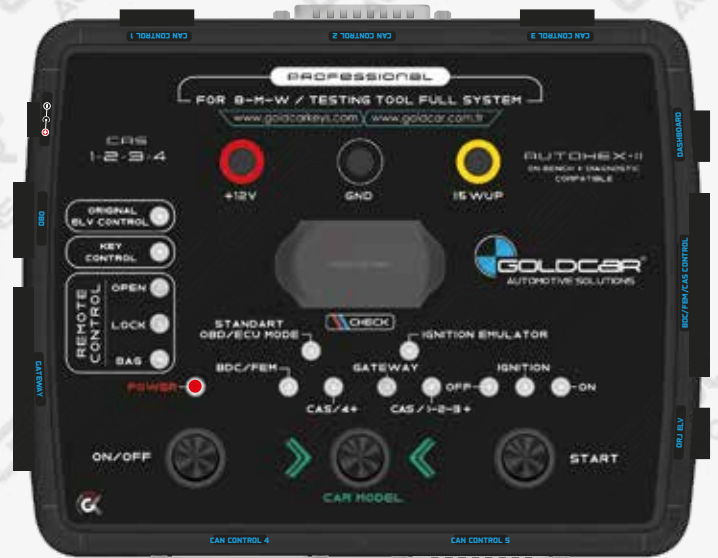 CAN CONTROL 1
CAN CONTROL 2
CAN CONTROL 3
PROFESSIONAL
FOR B-M-W / TESTING TOOL FULL SYSTEM
www.goldcarkeys.com
www.goldcar.com.tr
CAS
1-2-3-4
+12V
GND
15 WUP
AUTOHEX-II
ON BENCH + DIAGNOSTIC
COMPATIBLE
DASHBOARD
OBD
ORIGINAL
ELV CONTROL
KEY
CONTROL
REMOTE
CONTROL
OPEN
LOCK
BAG
GOLDCAR®
AUTOMOTIVE SOLUTIONS
BDC/FEM/CAS CONTROL
CHECK
STANDART
OBD/ECU MODE
IGNITION EMULATOR
GATEWAY
BDC/FEM
GATEWAY
IGNITION
POWER
OFF
ON
CAS/4+
CAS/1-2-3+
ORJ ELV
ON/OFF
START
CAR MODEL
CAN CONTROL 4
CAN CONTROL 5